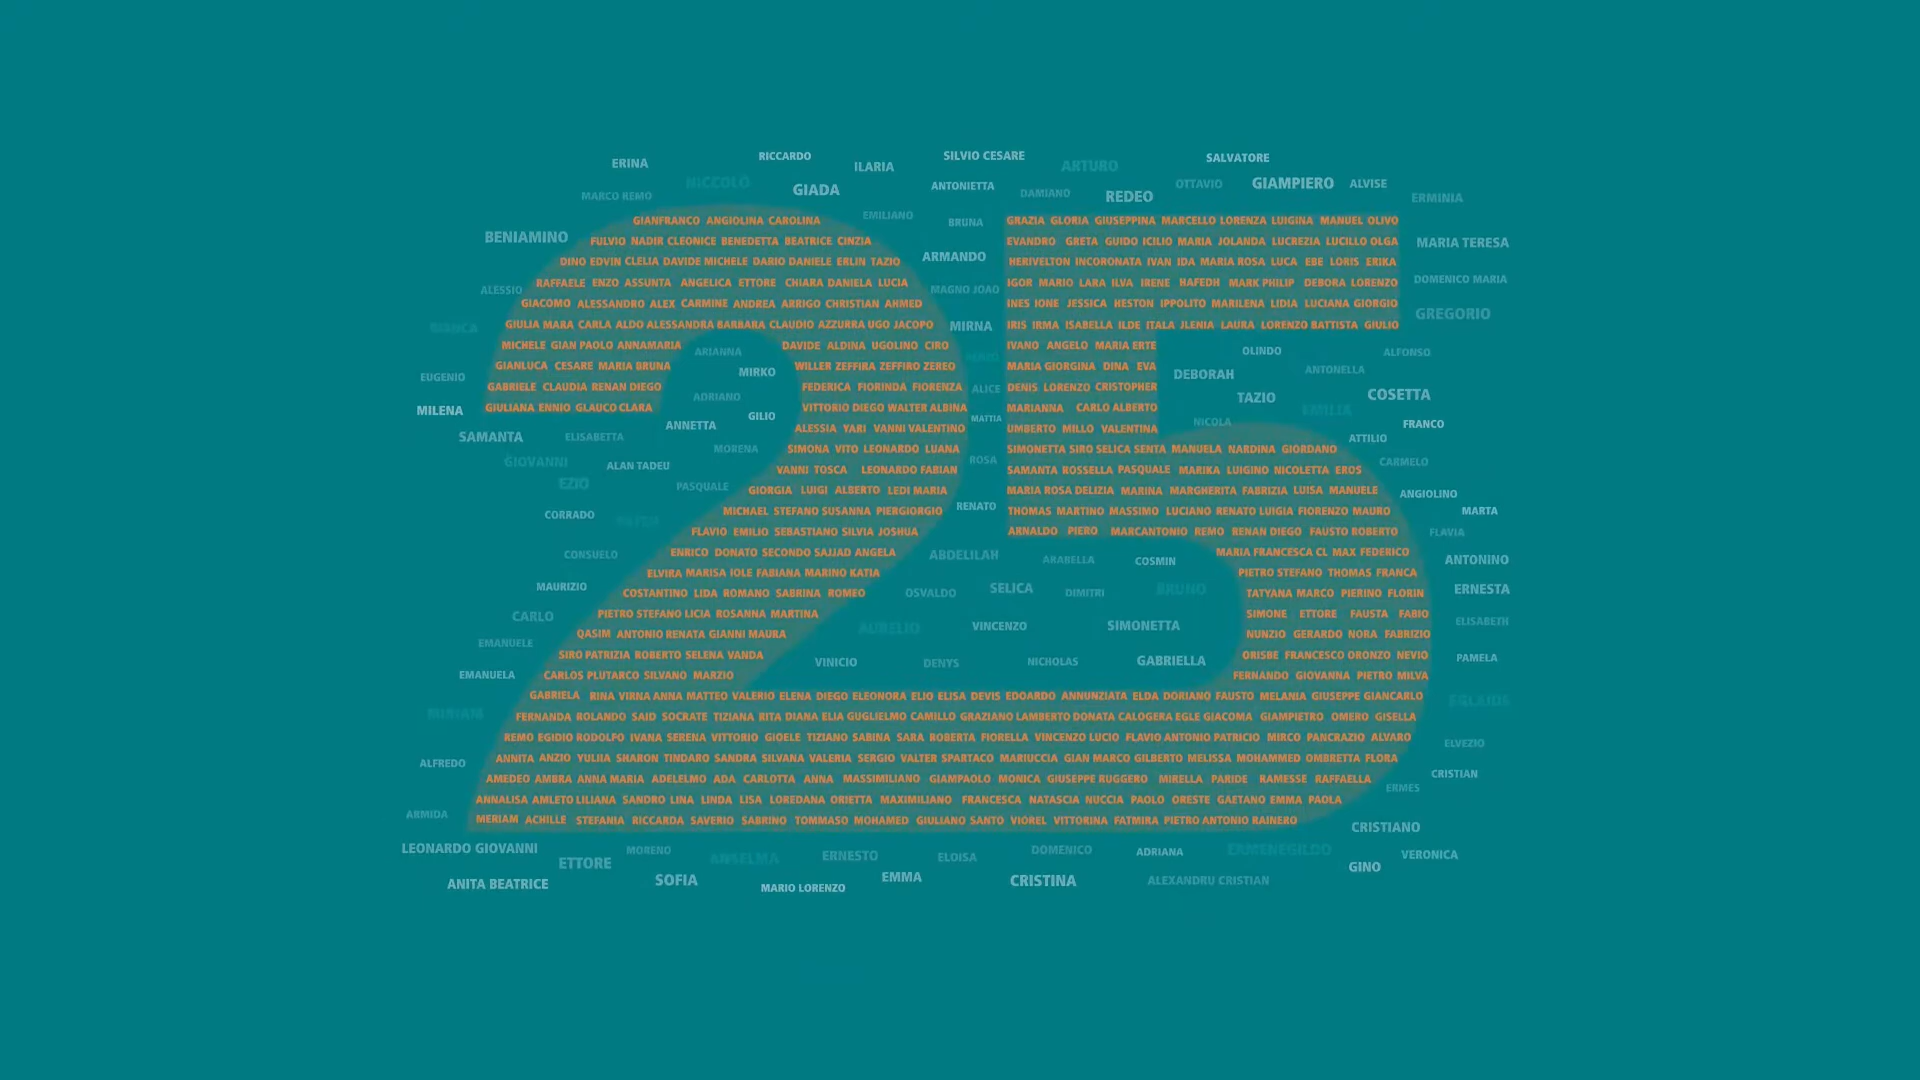 ERINA RICCARDO ILARIA SILVIO CESARE ARTURO SALVATORE
MARCO REMO NICCOLÒ GIADA ANTONIETTA DAMIANO REDEO OTTAVIO GIAMPIERO ALVISE ERMINIA
EMILIANO BRUNA
GIANFRANCO ANGIOLINA CAROLINA GRAZIA GLORIA GIUSEPPINA MARCELLO LORENZA LUIGINA MANUEL OLIVO
BENIAMINO FULVIO NADIR CLEONICE BENEDETTA BEATRICE CINZIA EVANDRO GRETA GUIDO ICILIO MARIA JOLANDA LUCREZIA LUCILLO OLGA MARIA TERESA
DINO EDVIN CLELIA DAVIDE MICHELE DARIO DANIELE ERLIN TAZIO ARMANDO HERIVELTON INCORONATA IVAN IDA MARIA ROSA LUCA EBE LORIS ERIKA
ALESSIO RAFFAELE ENZO ASSUNTA ANGELICA ETTORE CHIARA DANIELA LUCIA MAGNO JOAO IGOR MARIO LARA ILVA IRENE HAFEDH MARK PHILIP DEBORA LORENZO DOMENICO MARIA
GIACOMO ALESSANDRO ALEX CARMINE ANDREA ARRIGO CHRISTIAN AHMED INES IONE JESSICA HESTON IPPOLITO MARILENA LIDIA LUCIANA GIORGIO GREGORIO
BIANCA GIULIA MARA CARLA ALDO ALESSANDRA BARBARA CLAUDIO AZZURRA UGO JACOPO MIRNA IRIS IRMA ISABELLA ILDE ITALA JLENIA LAURA LORENZO BATTISTA GIULIO
MICHELE GIAN PAOLO ANNAMARIA ARIANNA DAVIDE ALDINA UGOLINO CIRO IVANO ANGELO MARIA ERTE OLINDO ALFONSO
GIANLUCA CESARE MARIA BRUNA MIRKO WILLER ZEFFIRA ZEFFIRO ZEREO MARIA GIORGINA DINA EVA DEBORAH ANTONELLA
EUGENIO GABRIELE CLAUDIA RENAN DIEGO ADRIANO FEDERICA FIORINDA FIORENZA ALICE DENIS LORENZO CRISTOPHER TAZIO COSETTA
MILENA GIULIANA ENNIO GLAUCO CLARA GILIO VITTORIO DIEGO WALTER ALBINA MATTIA MARIANNA CARLO ALBERTO EMILIA
SAMANTA ELISABETTA ANNETTA ALESSIA YARI VANNI VALENTINO UMBERTO MILLO VALENTINA NICOLA FRANCO
MORENA SIMONA VITO LEONARDO LUANA SIMONETTA SIRO SELICA SENTA MANUELA NARDINA GIORDANO ATTILIO
GIOVANNI ALAN TADEU VANNI TOSCA LEONARDO FABIAN ROSA SAMANTA ROSSELLA PASQUALE MARIKA LUIGINO NICOLETTA EROS CARMELO
EZIO PASQUALE GIORGIA LUIGI ALBERTO LEDI MARIA MARIA ROSA DELIZIA MARINA MARGHERITA FABRIZIA LUISA MANUELE ANGIOLINO
CORRADO MICHAEL STEFANO SUSANNA PIERGIORGIO RENATO THOMAS MARTINO MASSIMO LUCIANO RENATO LUIGIA FIORENZO MAURO MARTA
FLAVIO EMILIO SEBASTIANO SILVIA JOSHUA ARNALDO PIERO MARCANTONIO REMO RENAN DIEGO FAUSTO ROBERTO FLAVIA
CONSUELO ENRICO DONATO SECONDO SAJJAD ANGELA ABDELILAH ARABELLA COSMIN MARIA FRANCESCA CL MAX FEDERICO ANTONINO
MAURIZIO ELVIRA MARISA IOLE FABIANA MARINO KATIA SELICA BRUNO PIETRO STEFANO THOMAS FRANCA ERNESTA
COSTANTINO LIDA ROMANO SABRINA ROMEO OSVALDO DIMITRI TATYANA MARCO PIERINO FLORIN
CARLO PIETRO STEFANO LICIA ROSANNA MARTINA AURELIO VINCENZO SIMONETTA SIMONE ETTORE FAUSTA FABIO ELISABETH
EMANUELE QASIM ANTONIO RENATA GIANNI MAURA NUNZIO GERARDO NORA FABRIZIO
SIRO PATRIZIA ROBERTO SELENA VANDA VINICIO DENYS NICHOLAS GABRIELLA ORISBE FRANCESCO ORONZO NEVIO PAMELA
EMANUELA CARLOS PLUTARCO SILVANO MARZIO FERNANDO GIOVANNA PIETRO MILVA
GABRIELA RINA VIRNA ANNA MATTEO VALERIO ELENA DIEGO ELEONORA ELIO ELISA DEVIS EDOARDO ANNUNZIATA ELDA DORIANO FAUSTO MELANIA GIUSEPPE GIANCARLO
MIRIAM FERNANDA ROLANDO SAID SOCRATE TIZIANA RITA DIANA ELIA GUGLIELMO CAMILLO GRAZIANO LAMBERTO DONATA CALOGERA EGLE GIACOMA GIAMPIETRO OMERO GISELLA
REMO EGIDIO RODOLFO IVANA SERENA VITTORIO GIOELE TIZIANO SABINA SARA ROBERTA FIORELLA VINCENZO LUCIO FLAVIO ANTONIO PATRICIO MIRCO PANCRAZIO ALVARO ELVEZIO
ALFREDO ANNITA ANZIO YULIIA SHARON TINDARO SANDRA SILVANA VALERIA SERGIO VALTER SPARTACO MARIUCCIA GIAN MARCO GILBERTO MELISSA MOHAMMED OMBRETTA FLORA
AMEDEO AMBRA ANNA MARIA ADELELMO ADA CARLOTTA ANNA MASSIMILIANO GIAMPAOLO MONICA GIUSEPPE RUGGERO MIRELLA PARIDE RAMESSE RAFFAELLA CRISTIAN
ANNALISA AMLETO LILIANA SANDRO LINA LINDA LISA LOREDANA ORIETTA MAXIMILIANO FRANCESCA NATASCIA NUCCIA PAOLO ORESTE GAETANO EMMA PAOLA ERMES
ARMIDA MERIAM ACHILLE STEFANIA RICCARDA SAVERIO SABRINO TOMMASO MOHAMED GIULIANO SANTO VIOREL VITTORINA FATMIRA PIETRO ANTONIO RAINERO CRISTIANO
LEONARDO GIOVANNI ETTORE MORENO ANSELMA ERNESTO ELOISA DOMENICO ADRIANA ERMENEGILDO GINO VERONICA
ANITA BEATRICE SOFIA MARIO LORENZO EMMA CRISTINA ALEXANDRU CRISTIAN